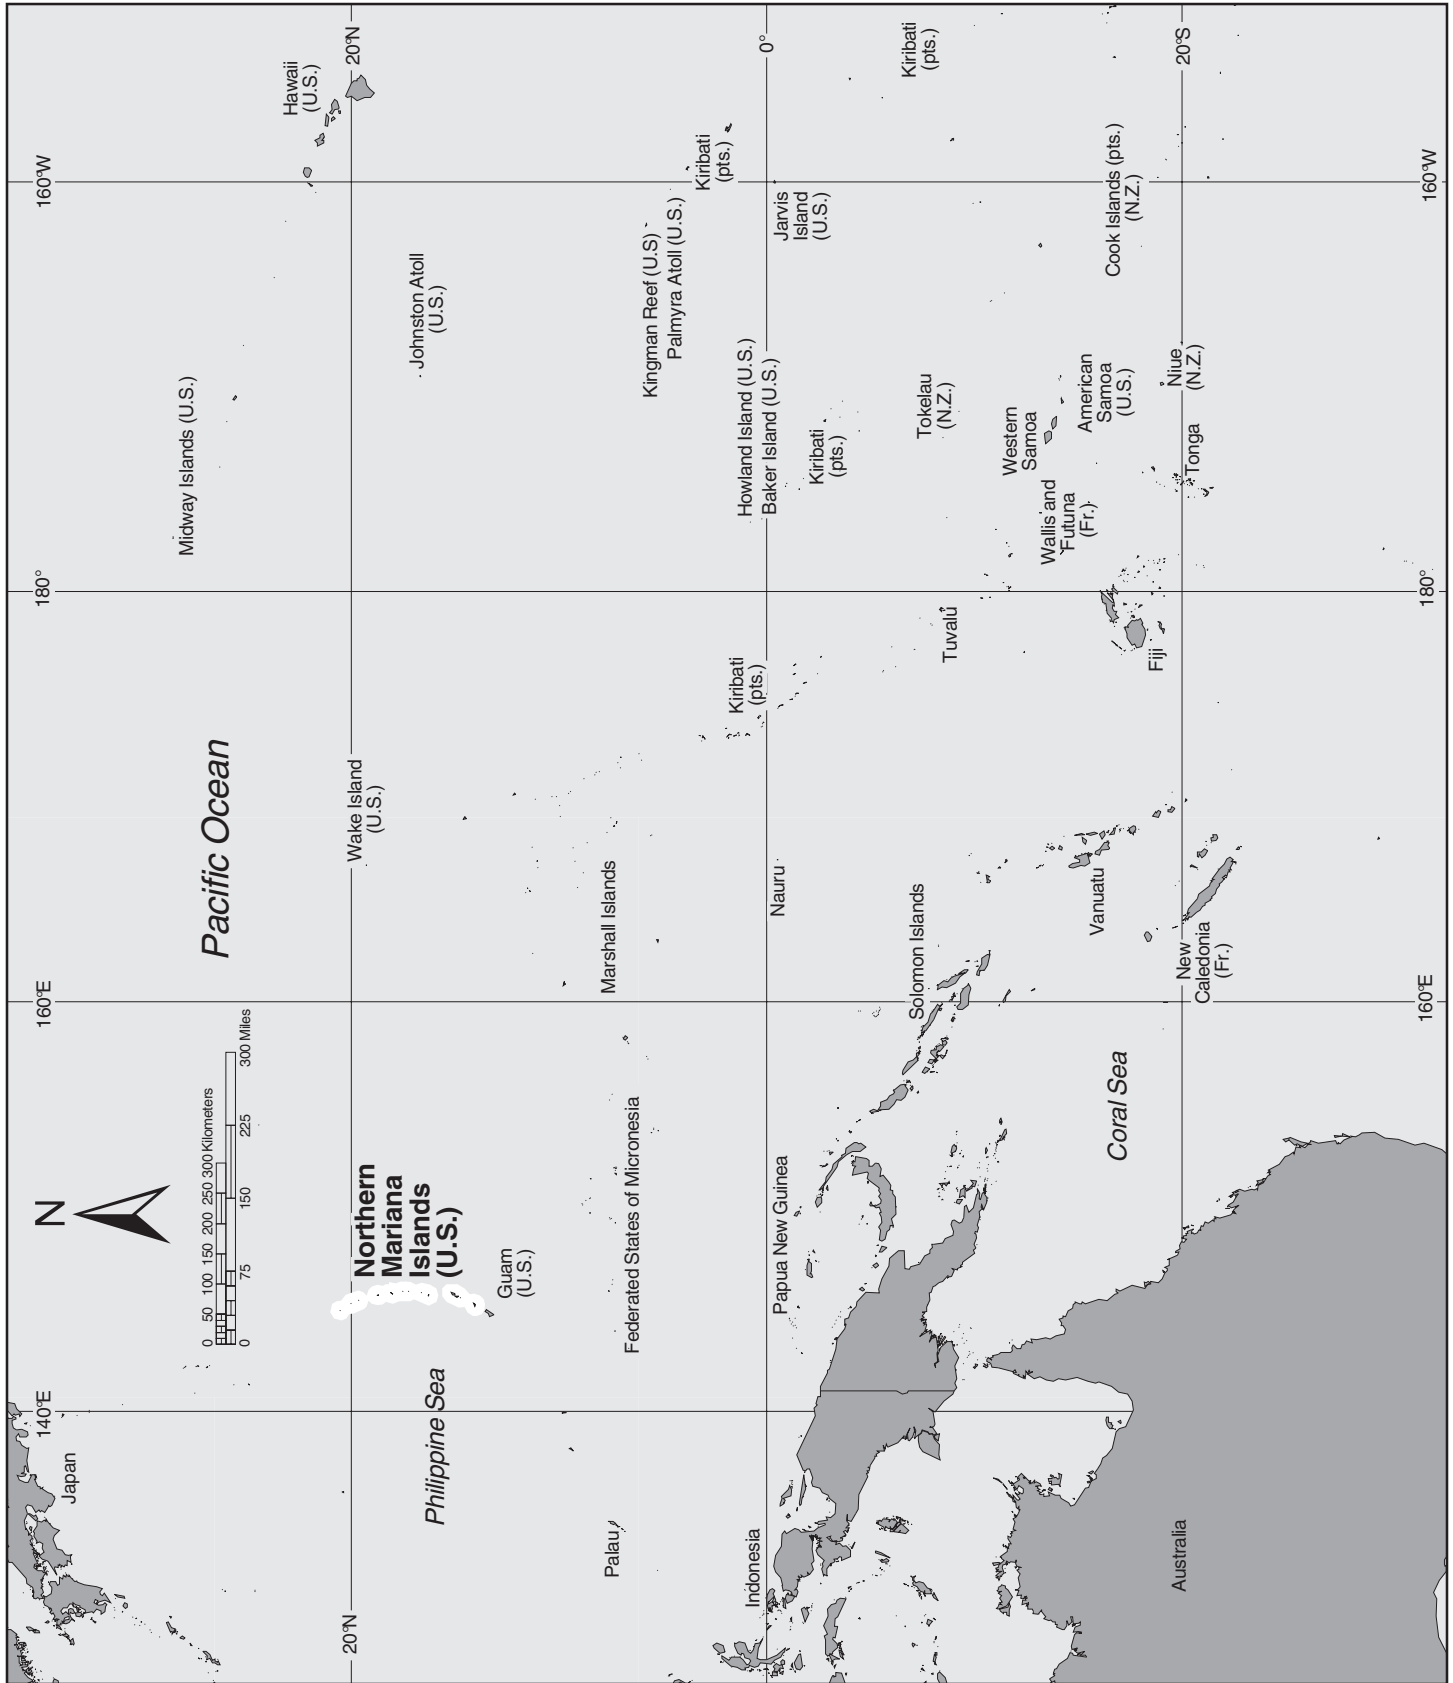 Japan
140°E
N
0 50 100 150 200 250 300 Kilometers
0 75 150 225 300 Miles
160°E
Pacific Ocean
180°
Midway Islands (U.S.)
160°W
Hawaii
(U.S.)
20°N
20°N
Northern
Mariana
Islands
(U.S.)
Wake Island
(U.S.)
Johnston Atoll
(U.S.)
Philippine Sea
Guam
(U.S.)
Palau
Federated States of Micronesia
Marshall Islands
Kingman Reef (U.S)
Palmyra Atoll (U.S.)
Kiribati
(pts.)
Kiribati
(pts.)
Howland Island (U.S.)
Baker Island (U.S.)
0°
Indonesia
Papua New Guinea
Nauru
Jarvis
Island
(U.S.)
Kiribati
(pts.)
Kiribati
(pts.)
Solomon Islands
Tuvalu
Tokelau
(N.Z.)
Western
Samoa
Wallis and
Futuna
(Fr.)
American
Samoa
(U.S.)
Cook Islands (pts.)
(N.Z.)
Coral Sea
Vanuatu
Fiji
Tonga
Niue
(N.Z.)
20°S
Australia
New
Caledonia
(Fr.)
160°E
180°
160°W